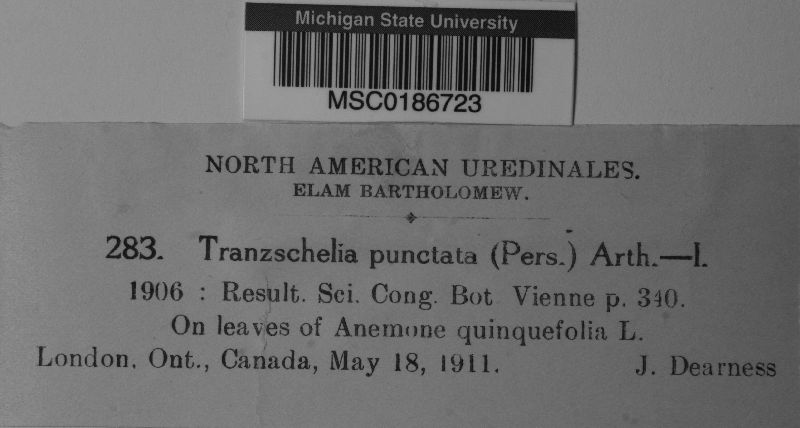 Michigan State University
MSC0186723
NORTH AMERICAN UREDINALES.
ELAM BARTHOLOMEW.
283. Tranzschelia punctata (Pers.) Arth.—I.
1906 : Result. Sci. Cong. Bot Vienne p. 340.
On leaves of Anemone quinquefolia L.
London, Ont., Canada, May 18, 1911. J. Dearness